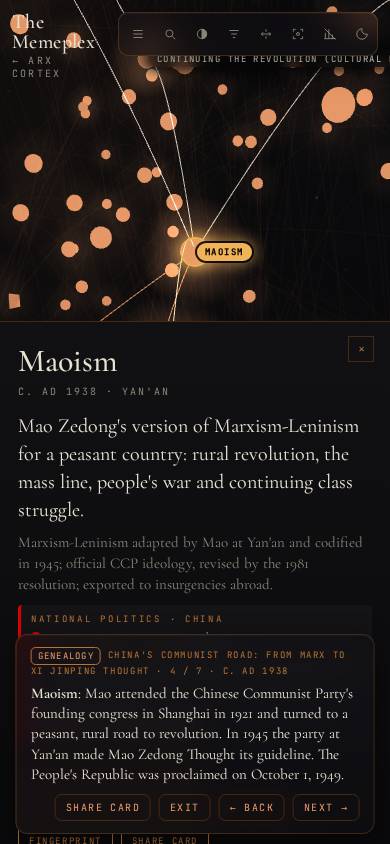 The
Memeplex
← ARX
CORTEX
CONTINUING THE REVOLUTION (CULTURAL
MAOISM
Maoism
×
C. AD 1938 · YAN'AN
Mao Zedong's version of Marxism-Leninism
for a peasant country: rural revolution, the
mass line, people's war and continuing class
struggle.
Marxism-Leninism adapted by Mao at Yan'an and codified
in 1945; official CCP ideology, revised by the 1981
resolution; exported to insurgencies abroad.
NATIONAL POLITICS · CHINA
GENEALOGY CHINA'S COMMUNIST ROAD: FROM MARX TO
XI JINPING THOUGHT · 4 / 7 · C. AD 1938
Maoism: Mao attended the Chinese Communist Party's
founding congress in Shanghai in 1921 and turned to a
peasant, rural road to revolution. In 1945 the party at
Yan'an made Mao Zedong Thought its guideline. The
People's Republic was proclaimed on October 1, 1949.
SHARE CARD EXIT ← BACK NEXT →
FINGERPRINT SHARE CARD